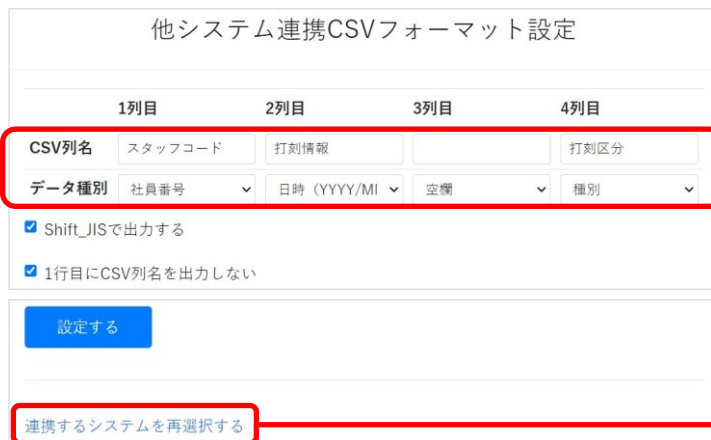 他システム連携CSVフォーマット設定
1列目 2列目 3列目 4列目
CSV列名 スタッフコード 打刻情報 打刻区分
データ種別 社員番号 日時（YYYY/MI 空欄 種別
Shift_JISで出力する
1行目にCSV列名を出力しない
設定する
連携するシステムを再選択する